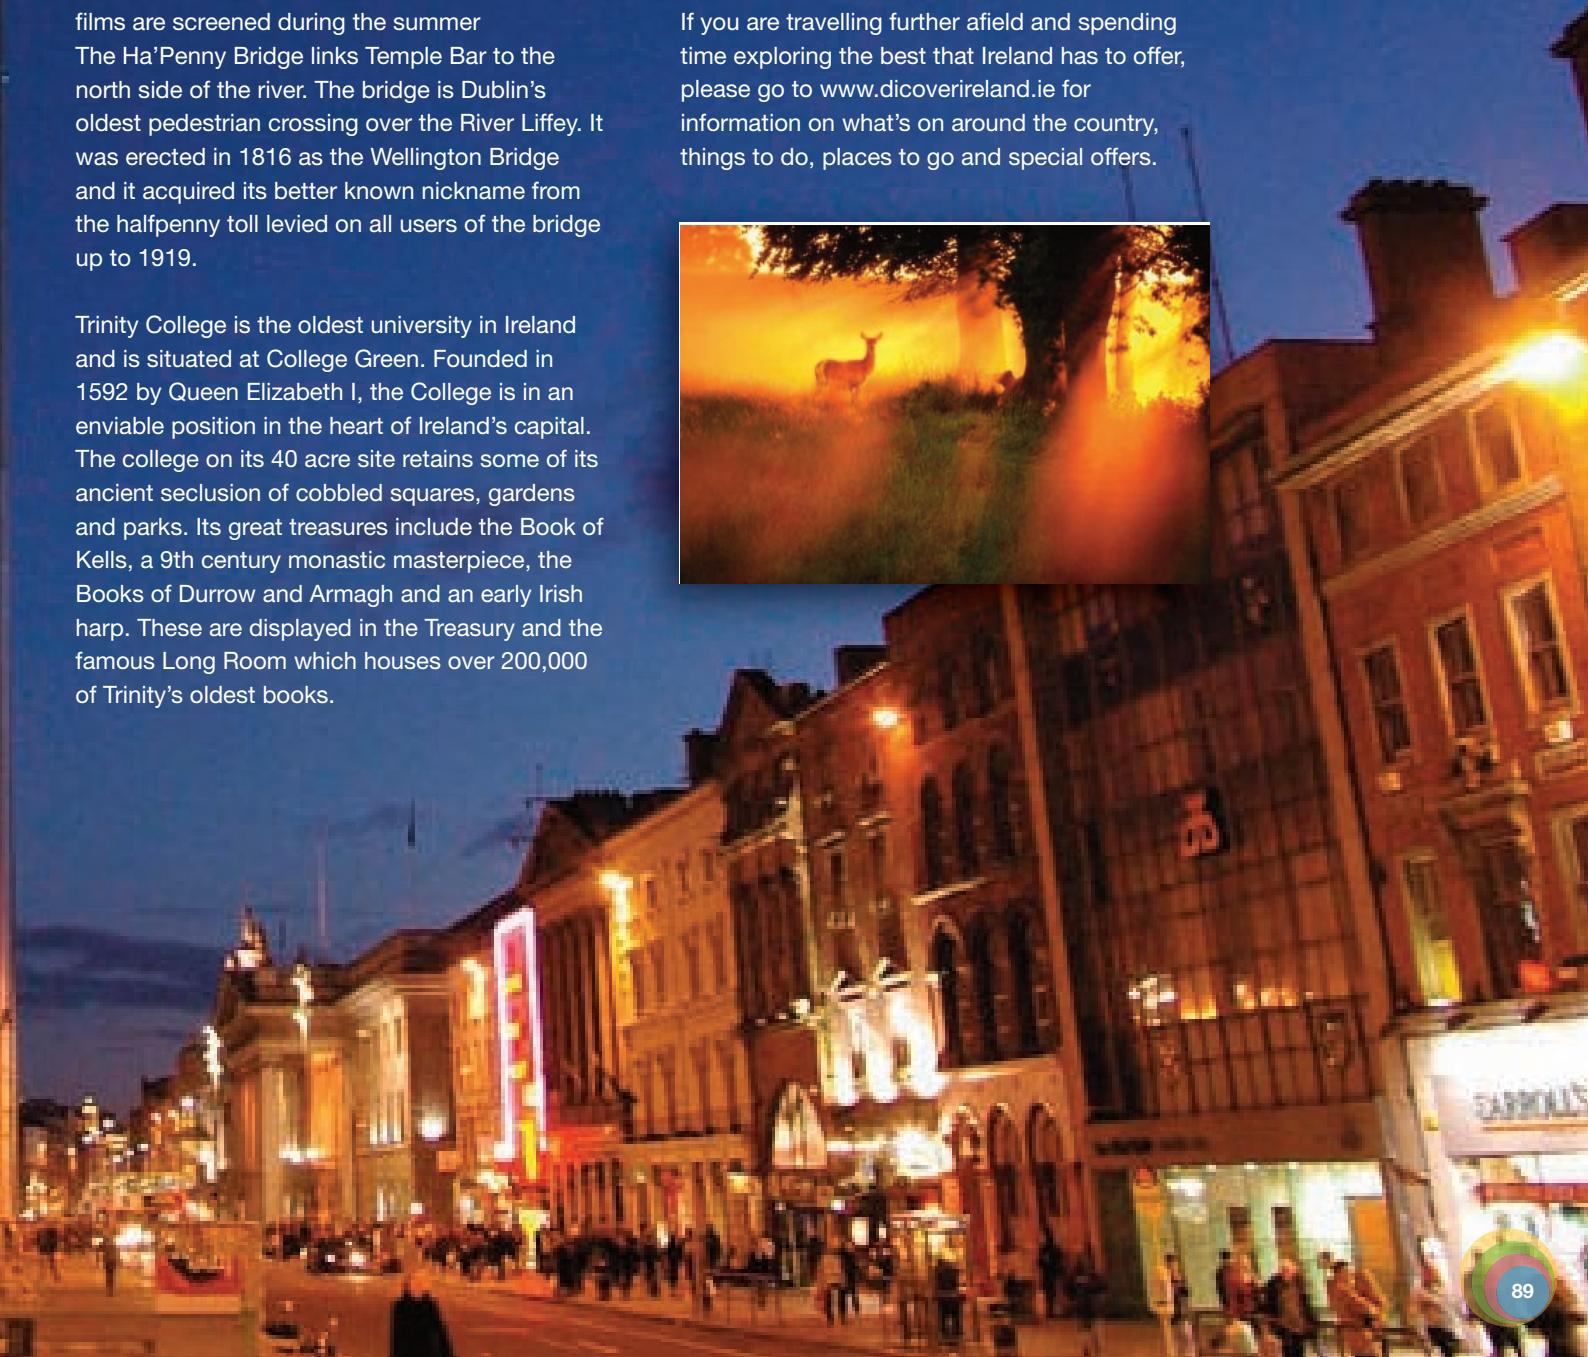 films are screened during the summer
The Ha’Penny Bridge links Temple Bar to the
north side of the river. The bridge is Dublin’s
oldest pedestrian crossing over the River Liffey. It
was erected in 1816 as the Wellington Bridge
and it acquired its better known nickname from
the halfpenny toll levied on all users of the bridge
up to 1919.
Trinity College is the oldest university in Ireland
and is situated at College Green. Founded in
1592 by Queen Elizabeth I, the College is in an
enviable position in the heart of Ireland’s capital.
The college on its 40 acre site retains some of its
ancient seclusion of cobbled squares, gardens
and parks. Its great treasures include the Book of
Kells, a 9th century monastic masterpiece, the
Books of Durrow and Armagh and an early Irish
harp. These are displayed in the Treasury and the
famous Long Room which houses over 200,000
of Trinity’s oldest books.
If you are travelling further afield and spending
time exploring the best that Ireland has to offer,
please go to www.dicoverireland.ie for
information on what’s on around the country,
things to do, places to go and special offers.
CARROLL'S
89